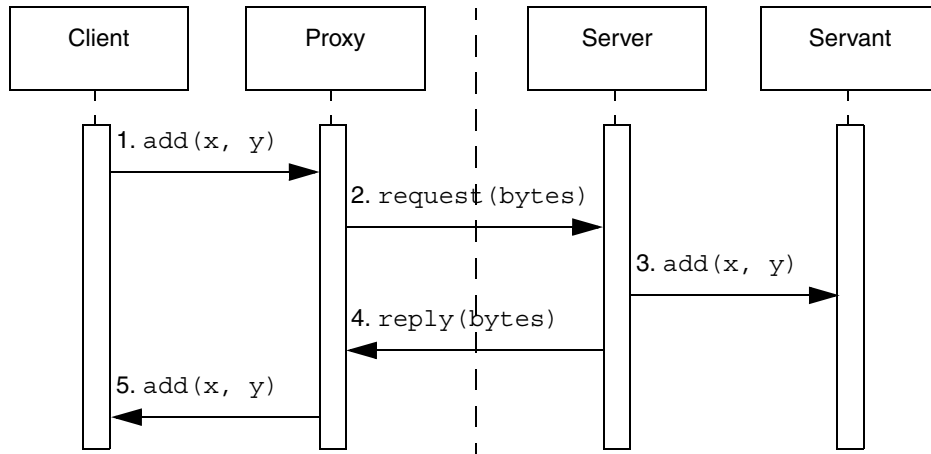 Client
Proxy
Server
Servant
1. add(x, y)
2. request(bytes)
3. add(x, y)
4. reply(bytes)
5. add(x, y)